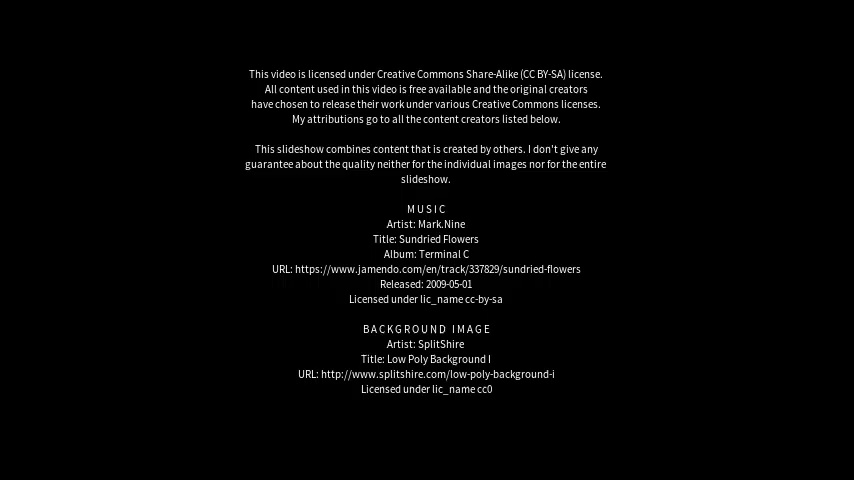 This video is licensed under Creative Commons Share-Alike (CC BY-SA) license.
All content used in this video is free available and the original creators
have chosen to release their work under various Creative Commons licenses.
My attributions go to all the content creators listed below.
This slideshow combines content that is created by others. I don't give any
guarantee about the quality neither for the individual images nor for the entire
slideshow.
MUSIC
Artist: Mark.Nine
Title: Sundried Flowers
Album: Terminal C
URL: https://www.jamendo.com/en/track/337829/sundried-flowers
Released: 2009-05-01
Licensed under lic_name cc-by-sa
BACKGROUND IMAGE
Artist: SplitShire
Title: Low Poly Background I
URL: http://www.splitshire.com/low-poly-background-i
Licensed under lic_name cc0